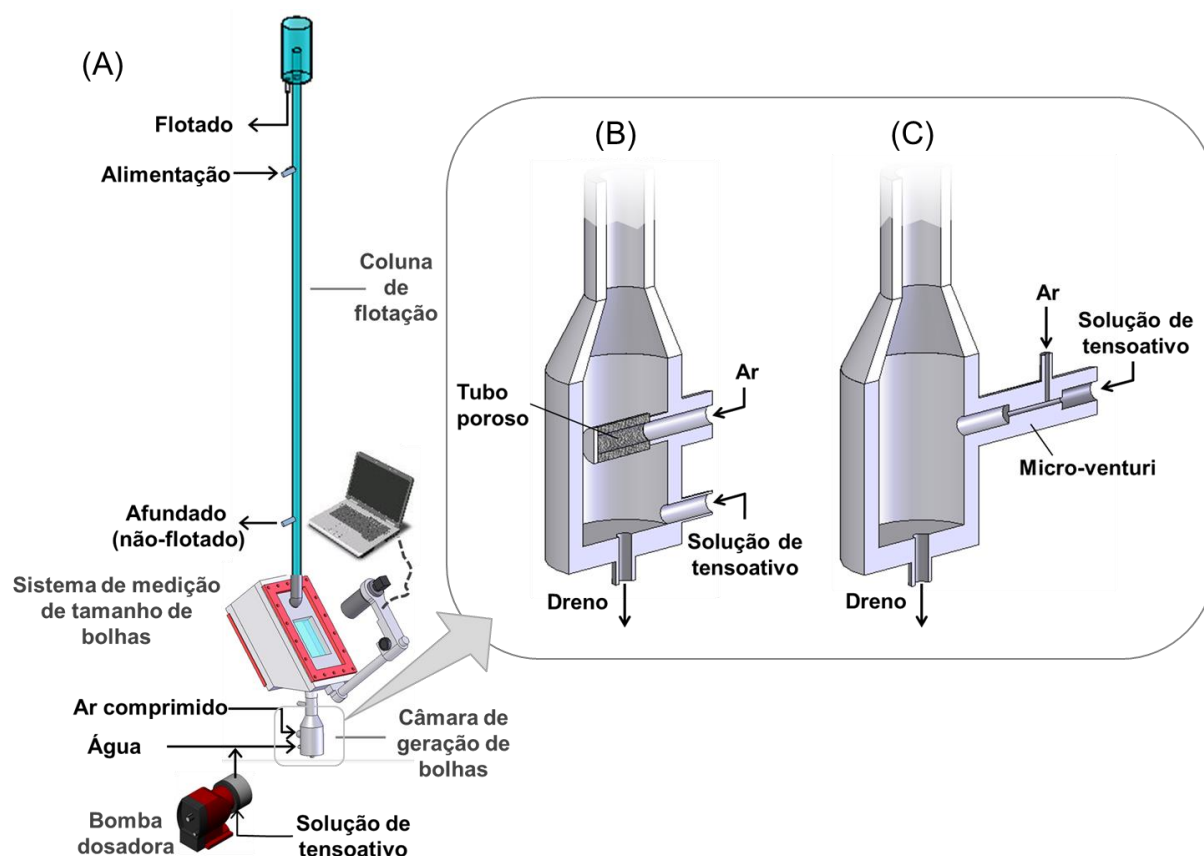 (A)
Flotado
Alimentação
Coluna
de
flotação
Afundado
(não-flotado)
Sistema de medição
de tamanho de
bolhas
Ar comprimido
Água
Câmara de
geração de
bolhas
Bomba
dosadora
Solução de
tensoativo
(B)
Ar
Tubo
poroso
Solução de
tensoativo
Dreno
(C)
Ar
Solução de
tensoativo
Micro-venturi
Dreno